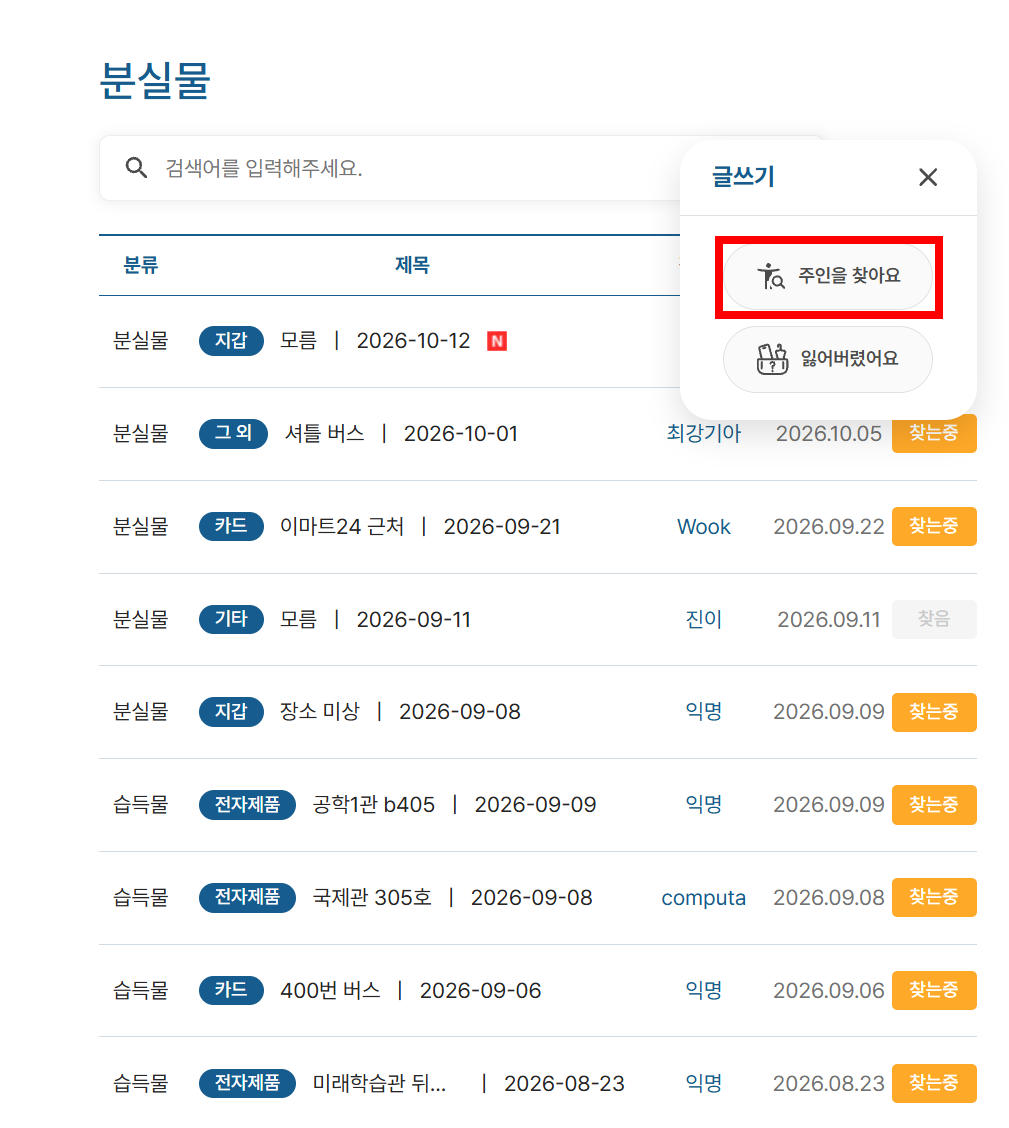 분실물
검색어를 입력해주세요.
글쓰기
주인을 찾아요
잃어버렸어요
분류 제목
분실물 지갑 모름 | 2026-10-12 N
분실물 그 외 셔틀 버스 | 2026-10-01 최강기아 2026.10.05 찾는중
분실물 카드 이마트24 근처 | 2026-09-21 Wook 2026.09.22 찾는중
분실물 기타 모름 | 2026-09-11 진이 2026.09.11 찾음
분실물 지갑 장소 미상 | 2026-09-08 익명 2026.09.09 찾는중
습득물 전자제품 공학1관 b405 | 2026-09-09 익명 2026.09.09 찾는중
습득물 전자제품 국제관 305호 | 2026-09-08 computa 2026.09.08 찾는중
습득물 카드 400번 버스 | 2026-09-06 익명 2026.09.06 찾는중
습득물 전자제품 미래학습관 뒤... | 2026-08-23 익명 2026.08.23 찾는중